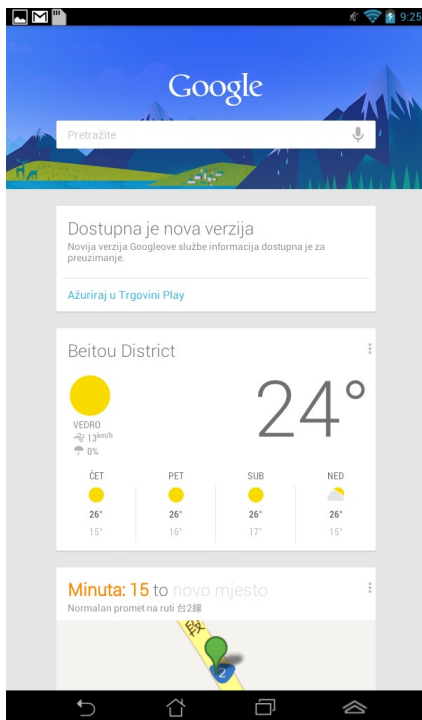 9:25
Google
Pretražite
Dostupna je nova verzija
Novija verzija Googleove službe informacija dostupna je za
preuzimanje.
Ažuriraj u Trgovini Play
Beitou District
24°
VEDRO
13km/h
0%
ČET PET SUB NED
26° 26° 26° 26°
15° 16° 17° 15°
Minuta: 15 to novo mjesto
Normalan promet na ruti 台2線
段
2